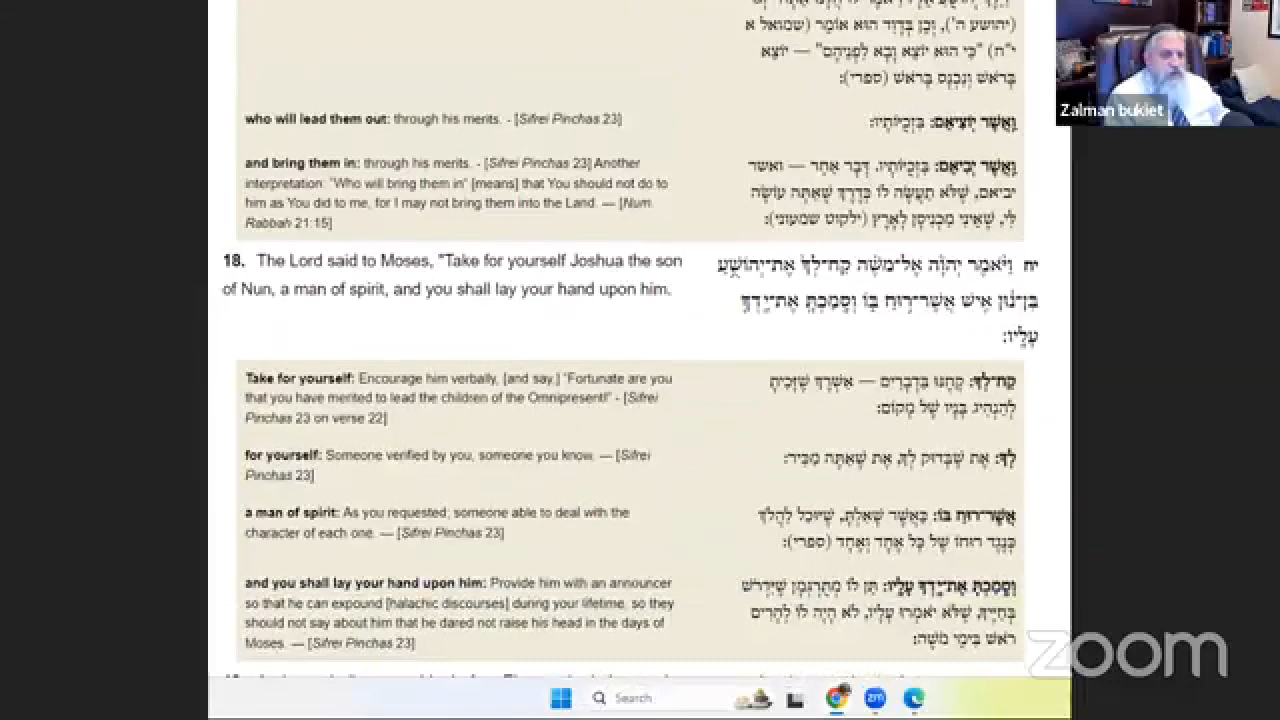 (יהושע ה'), וְכֵן בְּדָוִד הוּא אוֹמֵר (שמואל א
י"ח) "כִּי הוּא יוֹצֵא וָבָא לִפְנֵיהֶם" — יוֹצֵא
בָּרֹאשׁ וְנִכְנָס בָּרֹאשׁ (ספרי):
who will lead them out: through his merits. - [Sifrei Pinchas 23]
וַאֲשֶׁר יוֹצִיאֵם: בִּזְכֻיּוֹתָיו:
and bring them in: through his merits. - [Sifrei Pinchas 23] Another
interpretation: "Who will bring them in" [means] that You should not do to
him as You did to me, for I may not bring them into the Land. — [Num.
Rabbah 21:15]
וַאֲשֶׁר יְבִיאֵם: בִּזְכֻיּוֹתָיו. דָּבָר אַחֵר — ואשר
יביאם, שֶׁלֹּא תַעֲשֶׂה לוֹ כְּדֶרֶךְ שֶׁאַתָּה עוֹשֶׂה
לִי, שֶׁאֵינִי מַכְנִיסָן לָאָרֶץ (ילקוט שמעוני):
18. The Lord said to Moses, "Take for yourself Joshua the son
of Nun, a man of spirit, and you shall lay your hand upon him.
יח וַיֹּאמֶר יְהֹוָה אֶל־משֶׁה קַח־לְךָ אֶת־יְהוֹשֻׁעַ
בִּן־נוּן אִישׁ אֲשֶׁר־רוּחַ בּוֹ וְסָמַכְתָּ אֶת־יָדְךָ
עָלָיו:
Take for yourself: Encourage him verbally, [and say,] "Fortunate are you
that you have merited to lead the children of the Omnipresent!" - [Sifrei
Pinchas 23 on verse 22]
קַח־לְךָ: קָחֶנּוּ בִדְבָרִים — אַשְׁרֶיךָ שֶׁזָּכִיתָ
לְהַנְהִיג בָּנָיו שֶׁל מָקוֹם:
for yourself: Someone verified by you, someone you know. — [Sifrei
Pinchas 23]
לְךָ: אֶת שֶׁבָּדוּק לְךָ, אֶת שֶׁאַתָּה מַכִּיר:
a man of spirit: As you requested; someone able to deal with the
character of each one. — [Sifrei Pinchas 23]
אֲשֶׁר־רוּחַ בּוֹ: כַּאֲשֶׁר שָׁאַלְתָּ, שֶׁיּוּכַל לַהֲלֹךְ
כְּנֶגֶד רוּחוֹ שֶׁל כָּל אֶחָד וְאֶחָד (ספרי):
and you shall lay your hand upon him: Provide him with an announcer
so that he can expound [halachic discourses] during your lifetime, so they
should not say about him that he dared not raise his head in the days of
Moses. — [Sifrei Pinchas 23]
וְסָמַכְתָּ אֶת־יָדְךָ עָלָיו: תֵּן לוֹ מְתֻרְגְּמָן שֶׁיִּדְרֹשׁ
בְּחַיֶּיךָ, שֶׁלֹּא יֹאמְרוּ עָלָיו, לֹא הָיָה לוֹ לְהָרִים
רֹאשׁ בִּימֵי מֹשֶׁה:
Zalman bukiet
zoom
Search